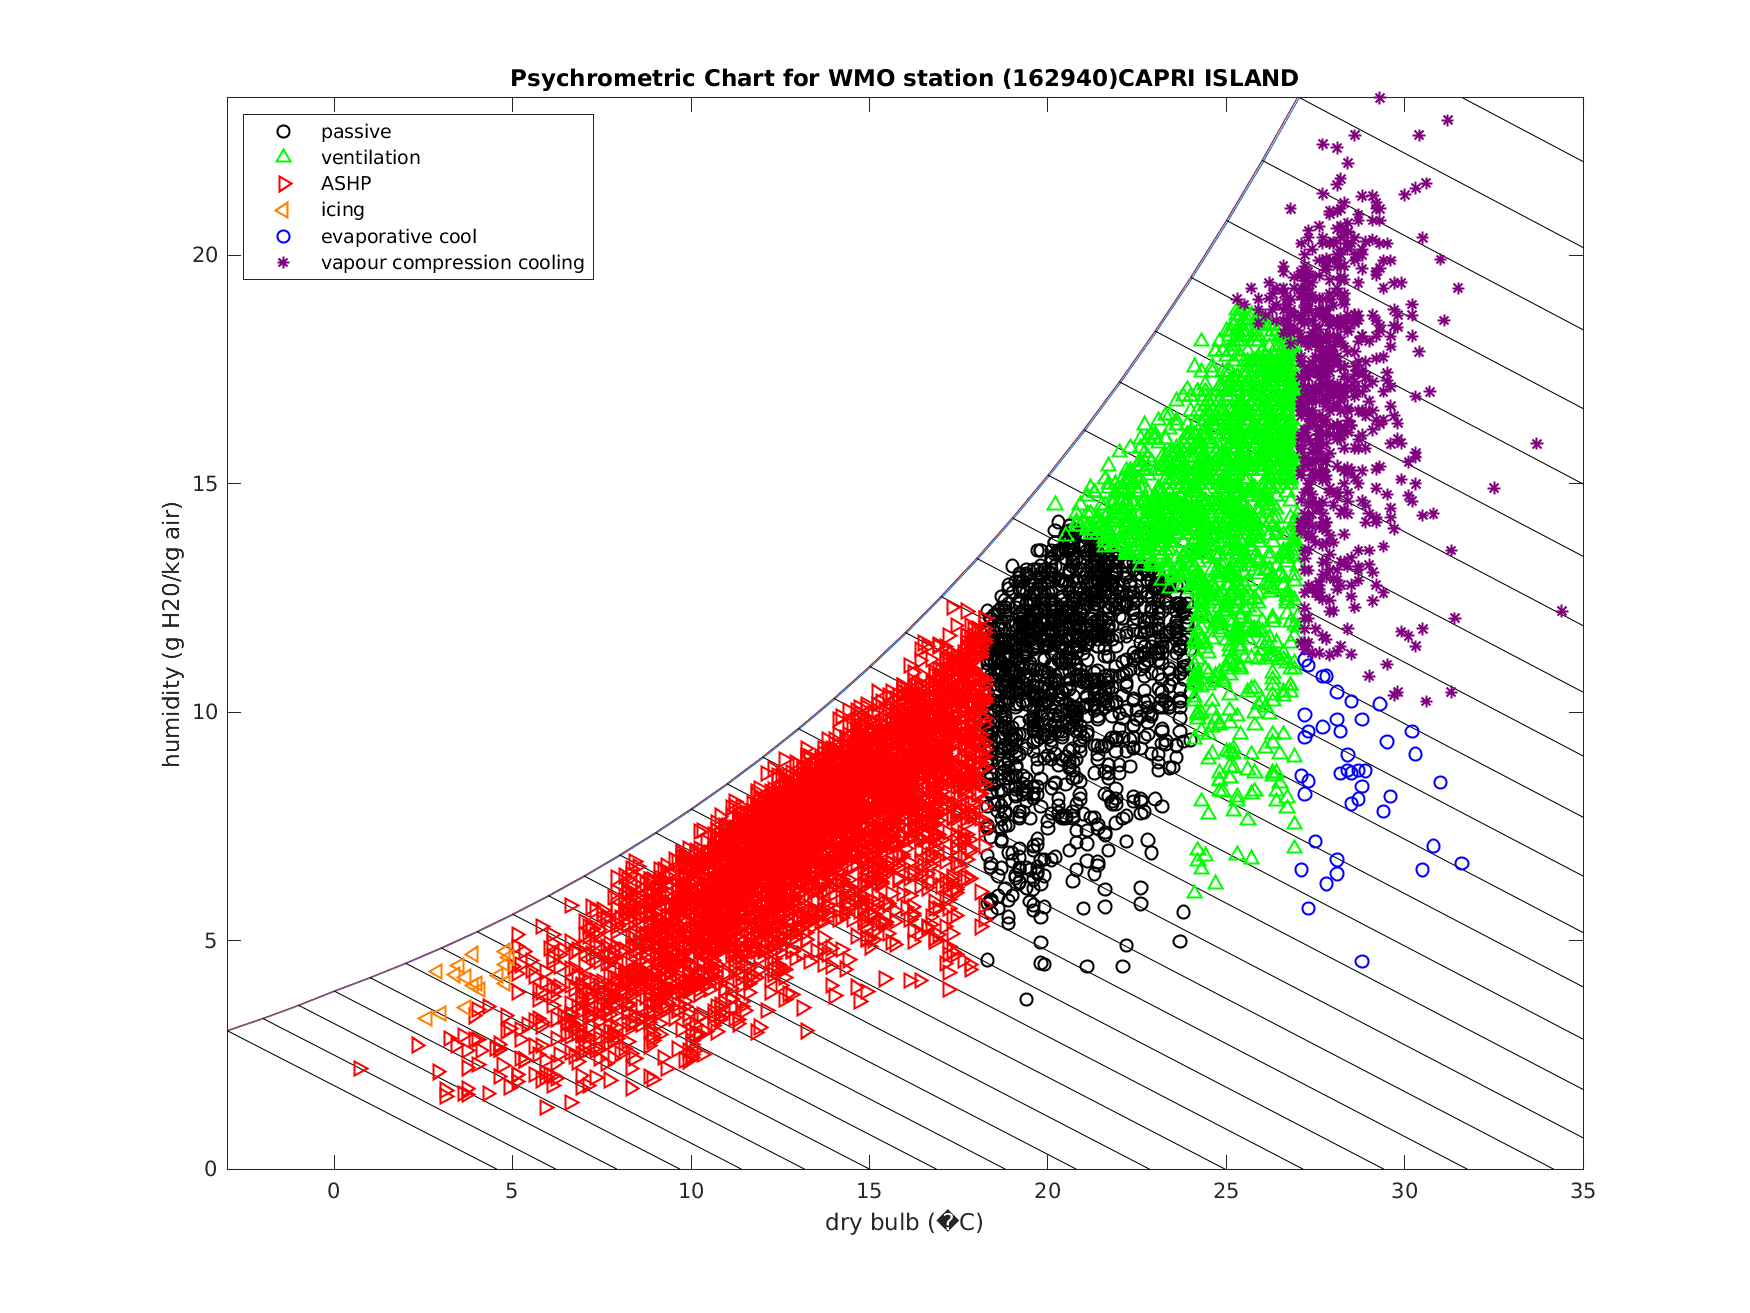 Psychrometric Chart for WMO station (162940)CAPRI ISLAND
passive
ventilation
ASHP
icing
evaporative cool
vapour compression cooling
humidity (g H20/kg air)
20
15
10
5
0
0 5 10 15 20 25 30 35
dry bulb (�C)